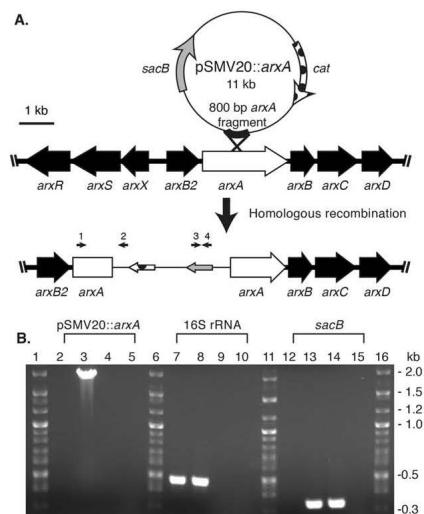 A.
sacB
pSMV20::arxA
11 kb
cat
800 bp arxA
fragment
1 kb
arxR arxS arxX arxB2 arxA arxB arxC arxD
Homologous recombination
1 2 3 4
arxB2 arxA arxA arxB arxC arxD
B.
pSMV20::arxA 16S rRNA sacB
1 2 3 4 5 6 7 8 9 10 11 12 13 14 15 16 kb
- 2.0
- 1.5
- 1.2
- 1.0
-0.5
-0.3